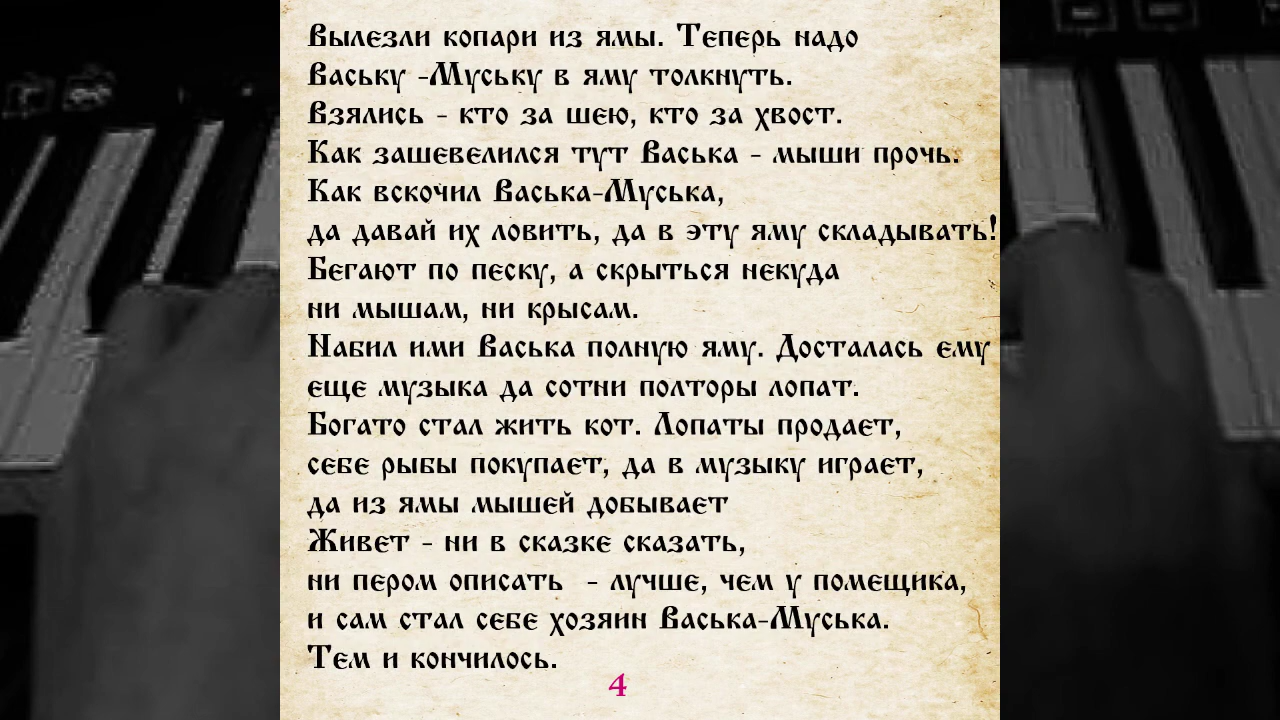 Вылезли копари из ямы. Теперь надо
Ваську -Муську в яму толкнуть.
Взялись - кто за шею, кто за хвост.
Как зашевелился тут Васька - мыши прочь.
Как вскочил Васька-Муська,
да давай их ловить, да в эту яму складывать!
Бегают по песку, а скрыться некуда
ни мышам, ни крысам.
Набил ими Васька полную яму. Досталась ему
еще музыка да сотни полторы лопат.
Богато стал жить кот. Лопаты продает,
себе рыбы покупает, да в музыку играет,
да из ямы мышей добывает
Живет - ни в сказке сказать,
ни пером описать - лучше, чем у помещика,
и сам стал себе хозяин Васька-Муська.
Тем и кончилось.
4